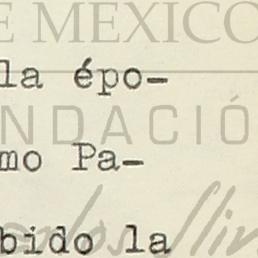 E MEXICO
la épo-
NDACIÓ
mo Pa-
bido la